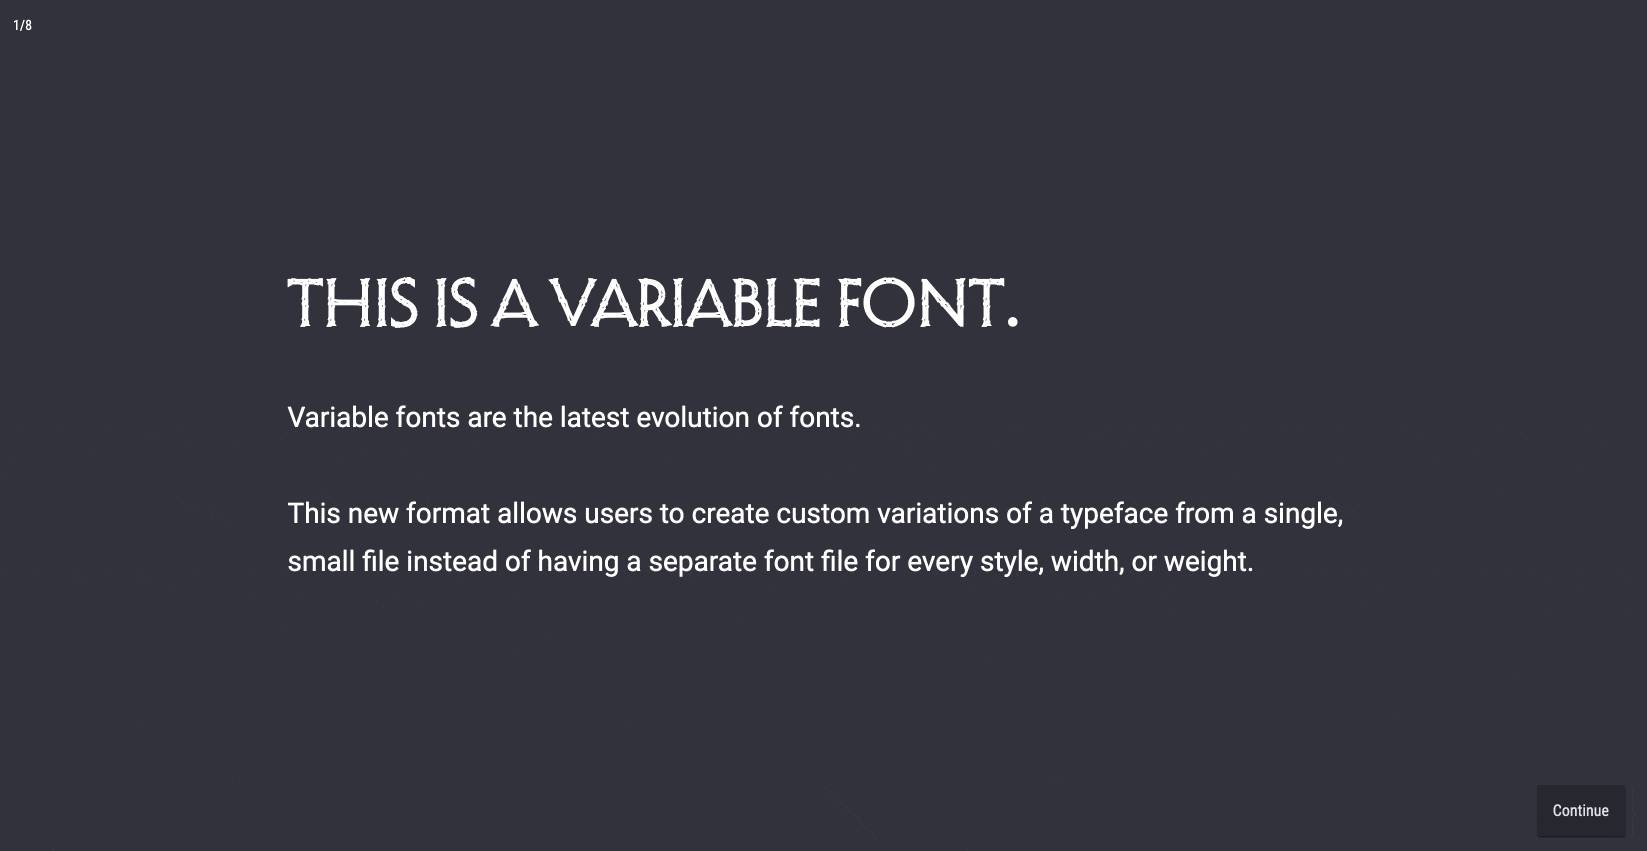 1/8
THIS IS A VARIABLE FONT.
Variable fonts are the latest evolution of fonts.
This new format allows users to create custom variations of a typeface from a single,
small file instead of having a separate font file for every style, width, or weight.
Continue